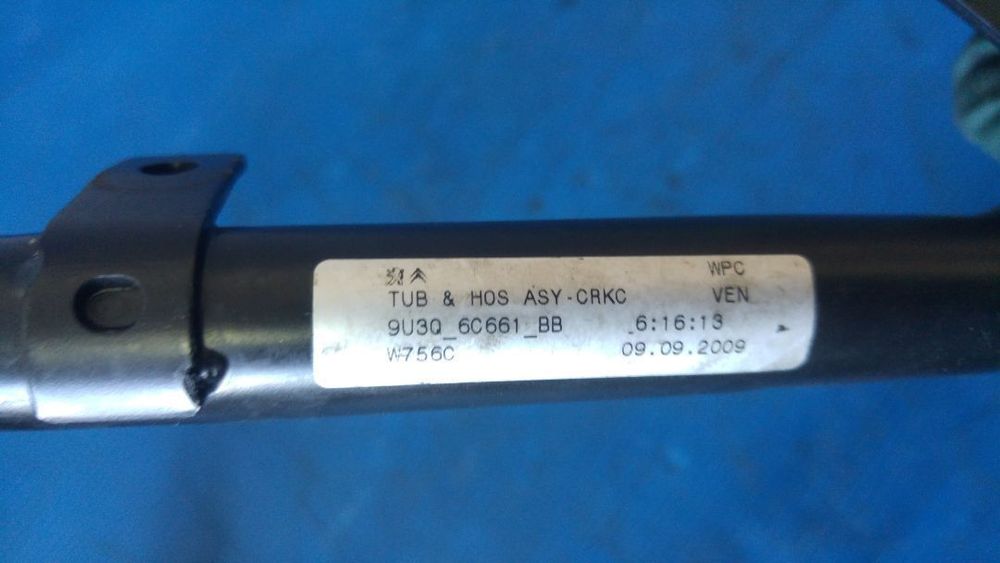 WPC
TUB & HOS ASY-CRKC VEN
9U3Q_6C661_BB 6:16:13
W756C 09.09.2009